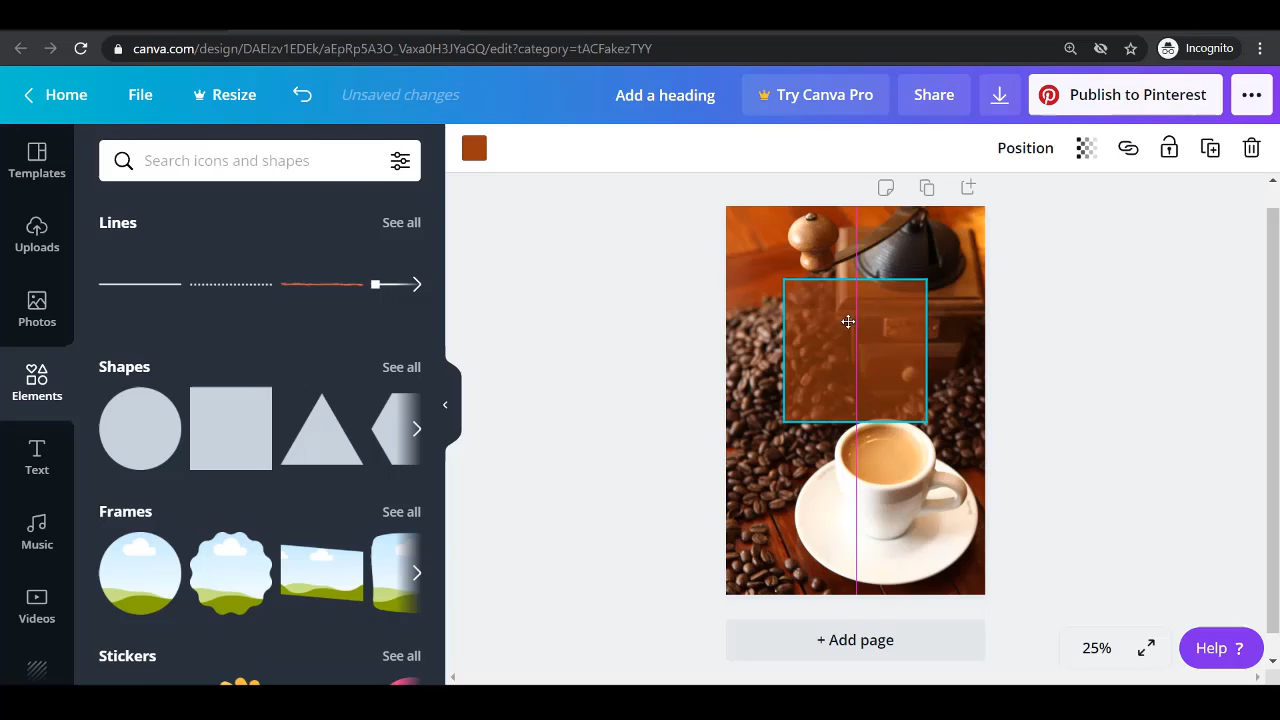 canva.com/design/DAEIzv1EDEk/aEpRp5A3O_Vaxa0H3JYaGQ/edit?category=tACFakezTYY
Incognito
Home
File
Resize
Unsaved changes
Add a heading
Try Canva Pro
Share
Publish to Pinterest
Templates
Uploads
Photos
Elements
Text
Music
Videos
Search icons and shapes
Lines
See all
Shapes
See all
Frames
See all
Stickers
See all
Position
+ Add page
25%
Help ?